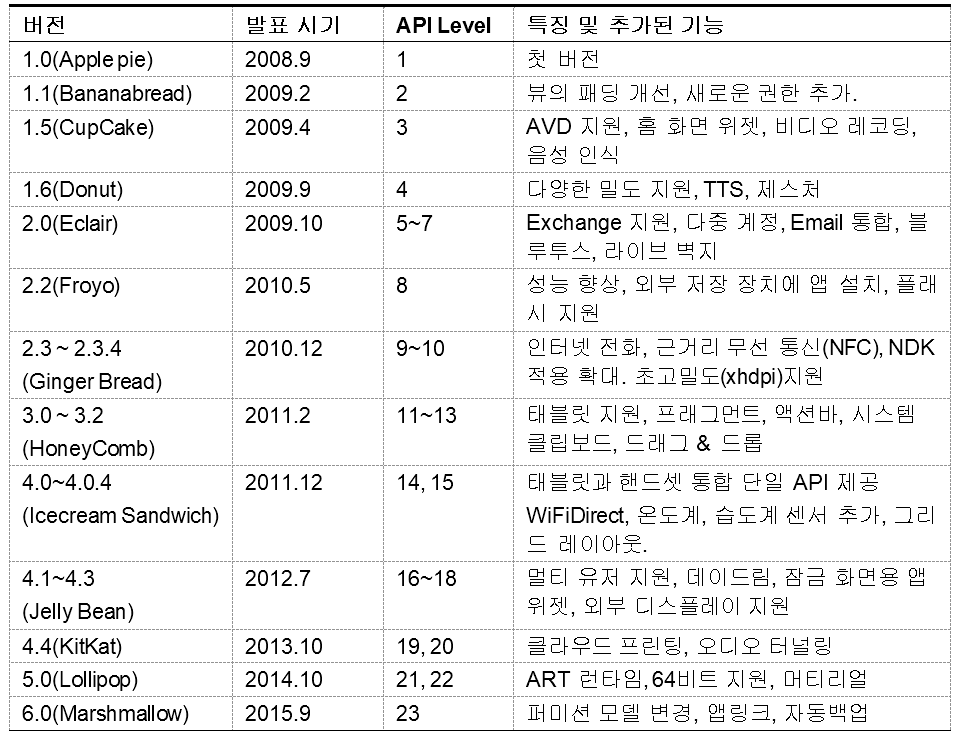 버전 발표 시기 API Level 특징 및 추가된 기능
1.0(Apple pie) 2008.9 1 첫 버전
1.1(Bananabread) 2009.2 2 뷰의 패딩 개선, 새로운 권한 추가.
1.5(CupCake) 2009.4 3 AVD 지원, 홈 화면 위젯, 비디오 레코딩,
음성 인식
1.6(Donut) 2009.9 4 다양한 밀도 지원, TTS, 제스처
2.0(Eclair) 2009.10 5~7 Exchange 지원, 다중 계정, Email 통합, 블
루투스, 라이브 벽지
2.2(Froyo) 2010.5 8 성능 향상, 외부 저장 장치에 앱 설치, 플래
시 지원
2.3 ~ 2.3.4 2010.12 9~10 인터넷 전화, 근거리 무선 통신(NFC), NDK
(Ginger Bread) 적용 확대. 초고밀도(xhdpi)지원
3.0 ~ 3.2 2011.2 11~13 태블릿 지원, 프래그먼트, 액션바, 시스템
(HoneyComb) 클립보드, 드래그 & 드롭
4.0~4.0.4 2011.12 14, 15 태블릿과 핸드셋 통합 단일 API 제공
(Icecream Sandwich) WiFiDirect, 온도계, 습도계 센서 추가, 그리
드 레이아웃.
4.1~4.3 2012.7 16~18 멀티 유저 지원, 데이드림, 잠금 화면용 앱
(Jelly Bean) 위젯, 외부 디스플레이 지원
4.4(KitKat) 2013.10 19, 20 클라우드 프린팅, 오디오 터널링
5.0(Lollipop) 2014.10 21, 22 ART 런타임, 64비트 지원, 머티리얼
6.0(Marshmallow) 2015.9 23 퍼미션 모델 변경, 앱링크, 자동백업